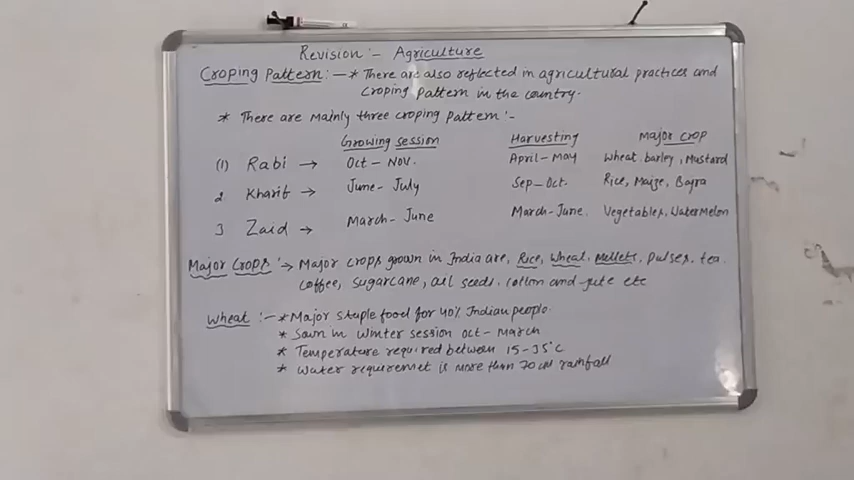 Revision :- Agriculture
Croping Pattern :- * There are also reflected in agricultural practices and
croping pattern in the country.
* There are mainly three croping pattern :-
Growing session Harvesting Major crop
(1) Rabi → Oct - Nov. April - May Wheat, barley, Mustard
2 Kharif → June - July Sep - Oct. Rice, Maize, Bajra
3 Zaid → March - June March - June. Vegetables, Water Melon
Major Crops :→ Major crops grown in India are, Rice, Wheat, Mellets, Pulses, tea.
Coffee, sugarcane, oil seeds. Cotton and jute etc
Wheat :- * Major staple food for 40% Indian people.
* Sown in winter session Oct - March
* Temperature required between 15 - 35°C
* Water requiremet is more than 70 cm rainfall